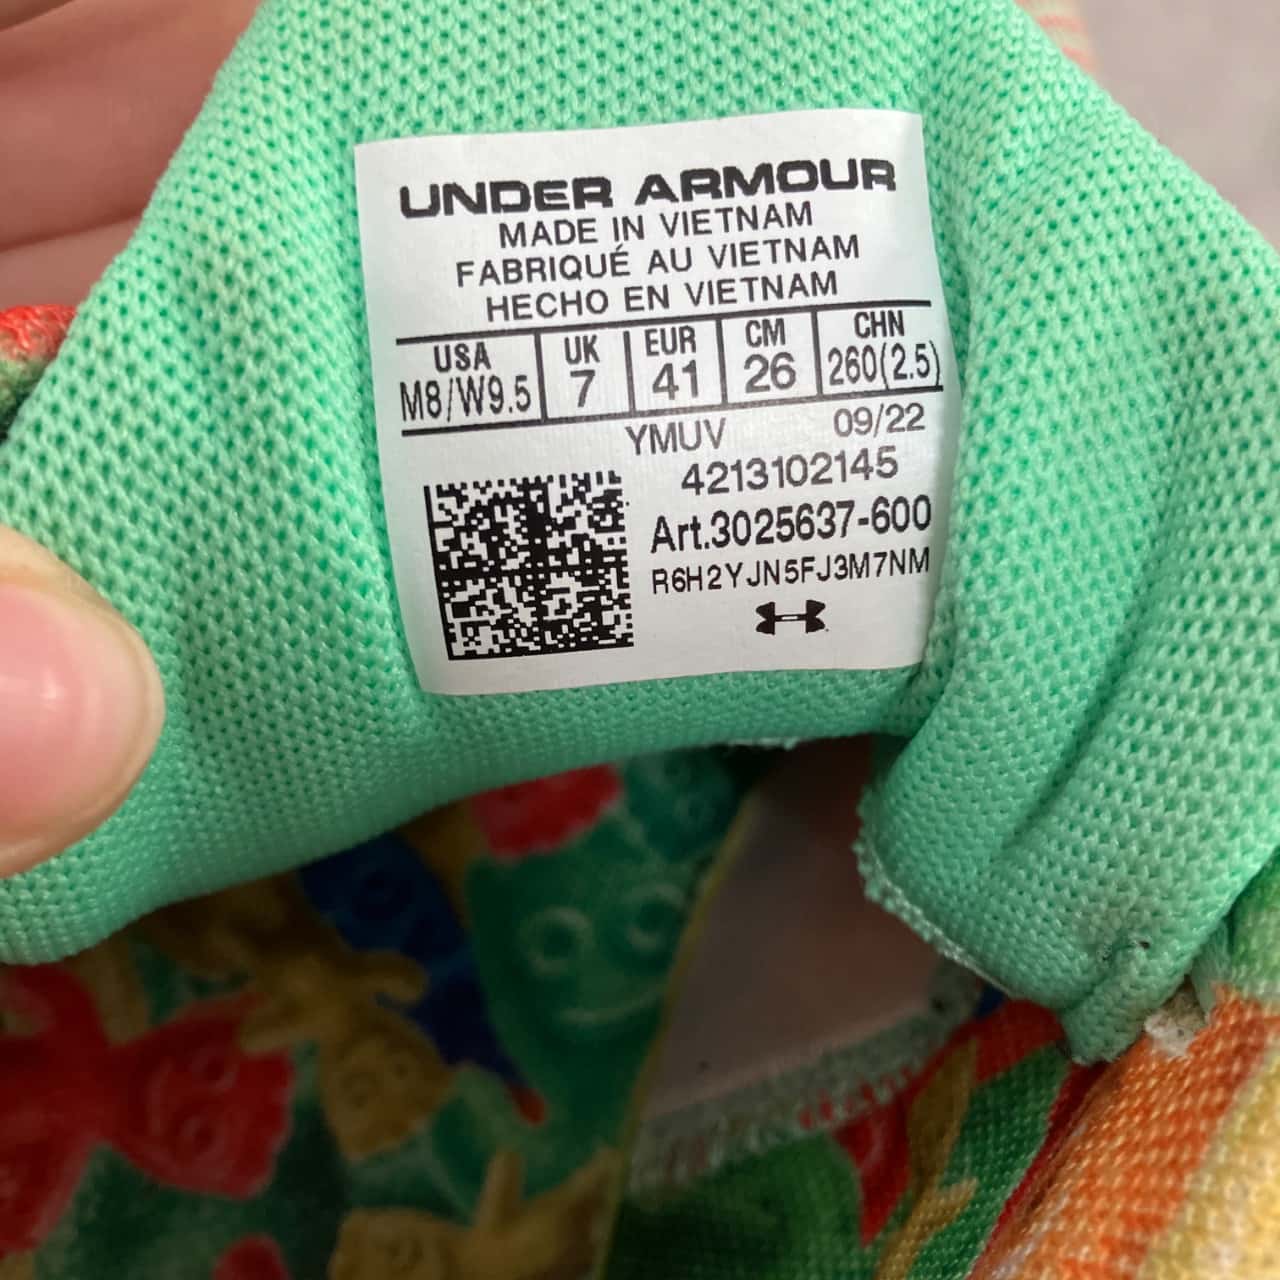 UNDER ARMOUR
MADE IN VIETNAM
FABRIQUÉ AU VIETNAM
HECHO EN VIETNAM
USA UK EUR CM CHN
M8/W9.5 7 41 26 260(2.5)
YMUV 09/22
4213102145
Art.3025637-600
R6H2YJN5FJ3M7NM